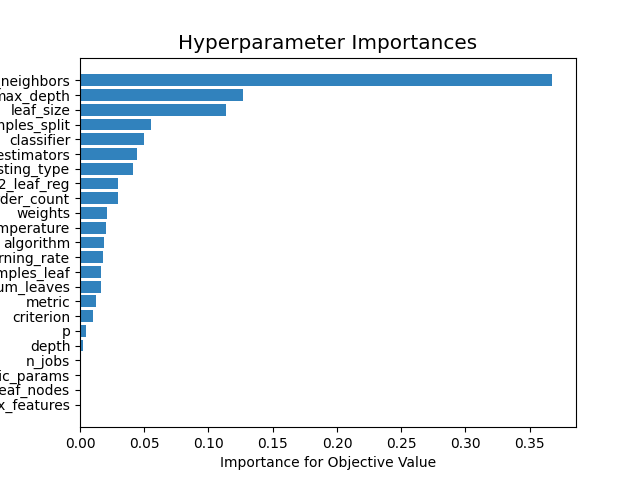 Hyperparameter Importances
_neighbors
max_depth
leaf_size
mples_split
classifier
estimators
sting_type
2_leaf_reg
der_count
weights
mperature
algorithm
rning_rate
mples_leaf
um_leaves
metric
criterion
p
depth
n_jobs
ic_params
eaf_nodes
x_features
0.00 0.05 0.10 0.15 0.20 0.25 0.30 0.35
Importance for Objective Value